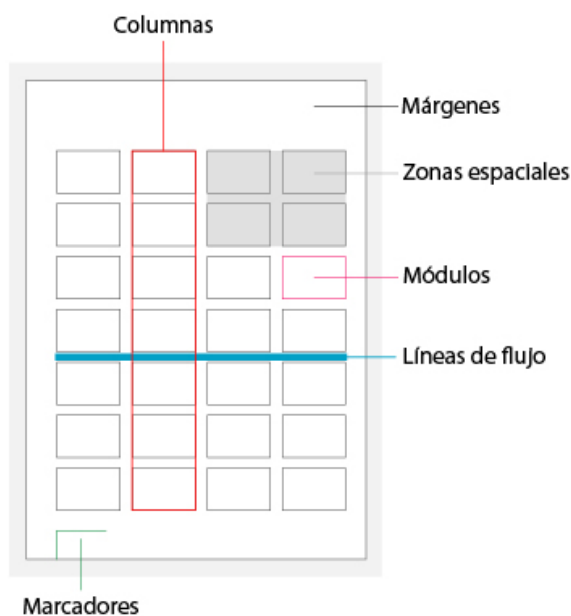 Columnas
Márgenes
Zonas espaciales
Módulos
Líneas de flujo
Marcadores